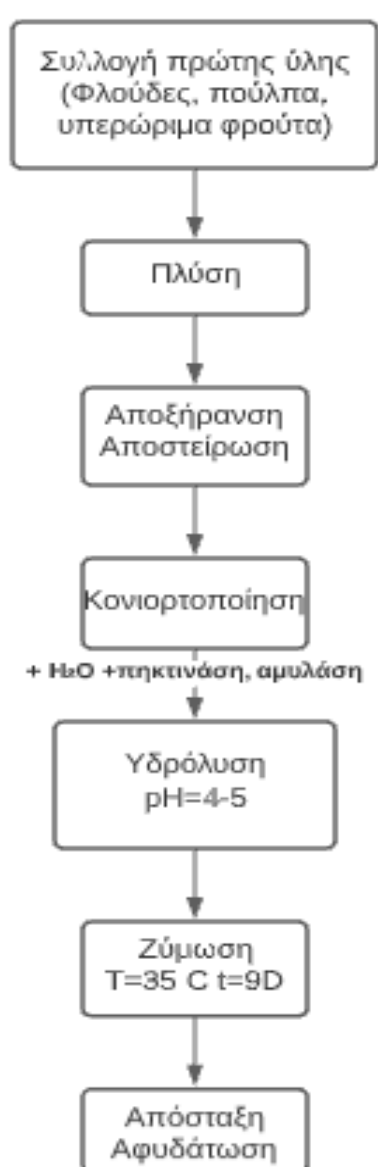 Συλλογή πρώτης ύλης
(Φλούδες, πούλπα,
υπερώριμα φρούτα)
Πλύση
Αποξήρανση
Αποστείρωση
Κονιορτοποίηση
+ H₂O +πηκτινάση, αμυλάση
Υδρόλυση
pH=4-5
Ζύμωση
T=35 C t=9D
Απόσταξη
Αφυδάτωση